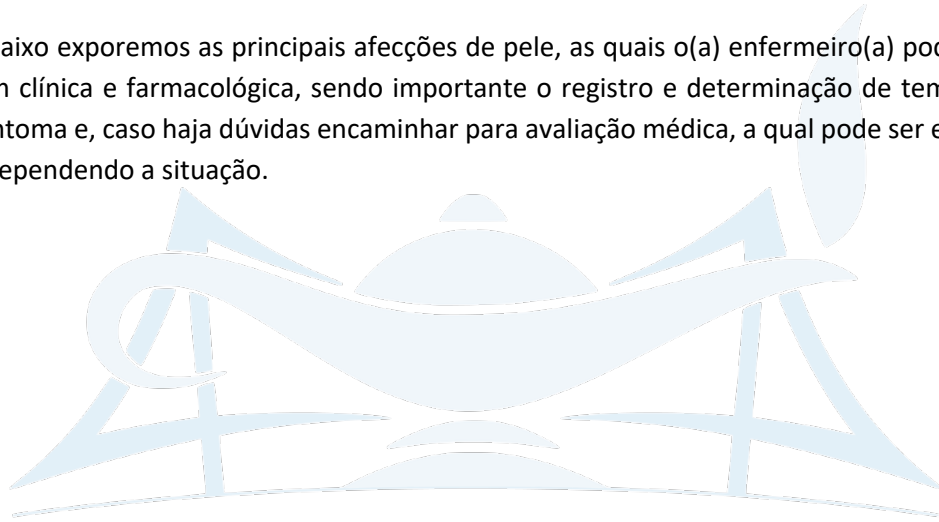 aixo exporemos as principais afecções de pele, as quais o(a) enfermeiro(a) pod
clínica e farmacológica, sendo importante o registro e determinação de tem
ntoma e, caso haja dúvidas encaminhar para avaliação médica, a qual pode ser e
ependendo a situação.